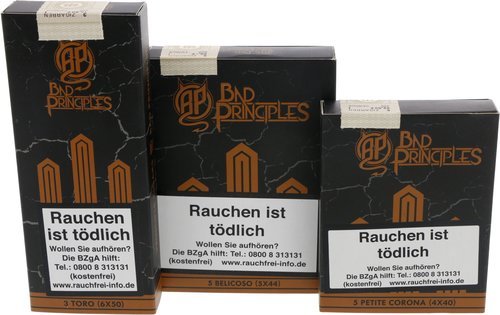 3 ZIGARREN
BAD
PRINCIPLES
Rauchen
ist tödlich
Wollen Sie aufhören?
Die BZgA hilft:
Tel.: 0800 8 313131
(kostenfrei)
www.rauchfrei-info.de
3 TORO (6X50)
BAD
PRINCIPLES
Rauchen ist
tödlich
Wollen Sie aufhören?
Die BZgA hilft: Tel.: 0800 8 313131
(kostenfrei) www.rauchfrei-info.de
5 BELICOSO (5X44)
BAD
PRINCIPLES
Rauchen ist
tödlich
Wollen Sie aufhören?
Die BZgA hilft: Tel.: 0800 8 313131
(kostenfrei) www.rauchfrei-info.de
5 PETITE CORONA (4X40)